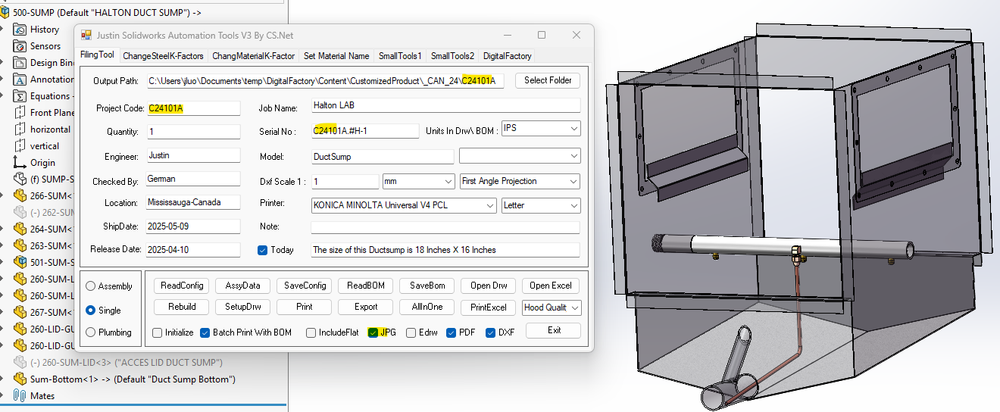 500-SUMP (Default "HALTON DUCT SUMP") ->
History
Sensors
Design Bin
Annotation
Equations -
Front Plane
horizontal
vertical
Origin
(f) SUMP-S
266-SUM<
(-) 262-SUM
264-SUM<
263-SUM<
501-SUM-S
260-SUM-L
260-SUM-L
267-SUM<
260-LID-GU
260-LID-GU
(-) 260-SUM-LID<3> ("ACCES LID DUCT SUMP")
Sum-Bottom<1> -> (Default "Duct Sump Bottom")
Mates
Justin Solidworks Automation Tools V3 By CS.Net
FilingTool ChangeSteelK-Factors ChangMaterialK-Factor Set Material Name SmallTools1 SmallTools2 DigitalFactory
Output Path: C:\Users\jluo\Documents\temp\DigitalFactory\Content\CustomizedProduct\_CAN_24\C24101A Select Folder
Project Code: C24101A Job Name: Halton LAB
Quantity: 1 Serial No : C24101A.#H-1 Units In Drw\ BOM : IPS
Engineer: Justin Model: DuctSump
Checked By: German Dxf Scale 1 : 1 mm First Angle Projection
Location: Mississauga-Canada Printer: KONICA MINOLTA Universal V4 PCL Letter
ShipDate: 2025-05-09 Note:
Release Date: 2025-04-10 Today The size of this Ductsump is 18 Inches X 16 Inches
Assembly ReadConfig AssyData SaveConfig ReadBOM SaveBom Open Drw Open Excel
Single Rebuild SetupDrw Print Export AllInOne PrintExcel Hood Qualit
Plumbing Initialize Batch Print With BOM IncludeFlat JPG Edrw PDF DXF Exit